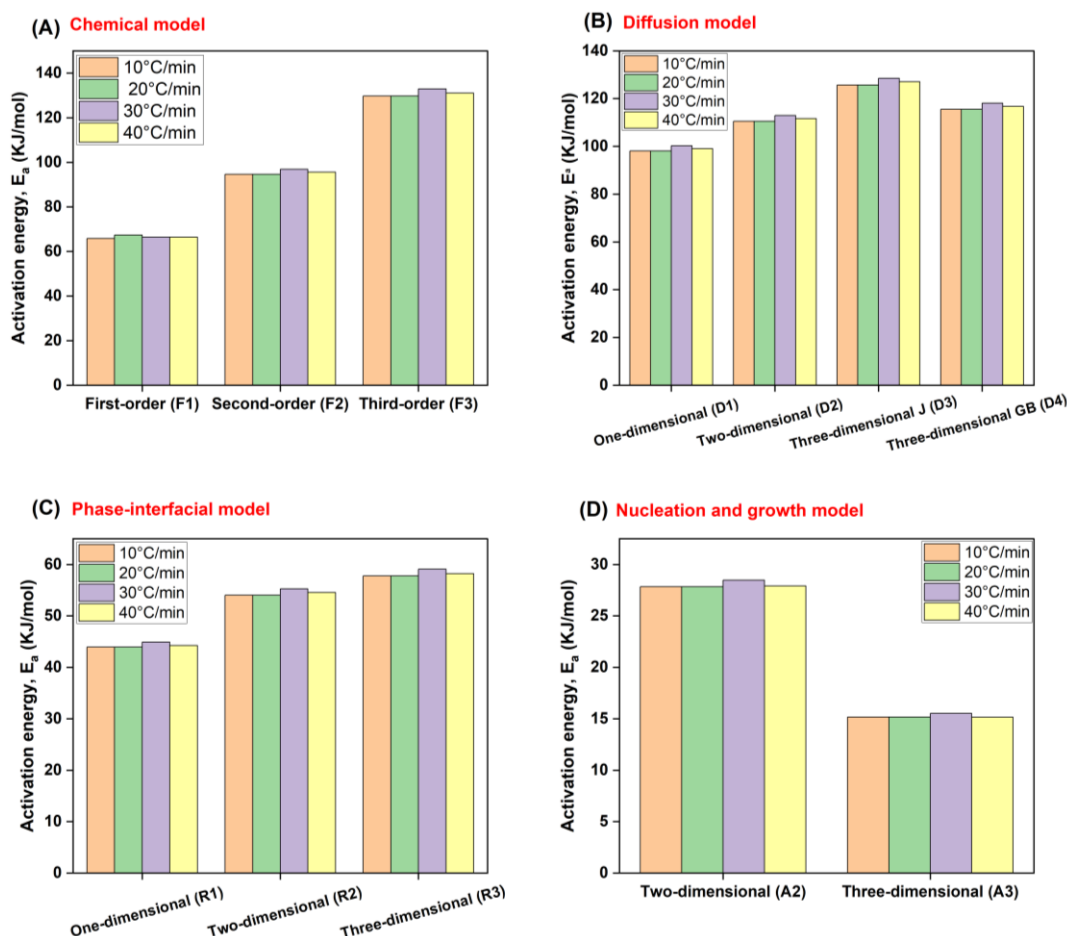 (A) Chemical model
10°C/min
20°C/min
30°C/min
40°C/min
Activation energy, Ea (KJ/mol)
140
120
100
80
60
40
20
0
First-order (F1) Second-order (F2) Third-order (F3)
(B) Diffusion model
10°C/min
20°C/min
30°C/min
40°C/min
Activation energy, Eª (KJ/mol)
140
120
100
80
60
40
20
0
One-dimensional (D1) Two-dimensional (D2) Three-dimensional J (D3) Three-dimensional GB (D4)
(C) Phase-interfacial model
10°C/min
20°C/min
30°C/min
40°C/min
Activation energy, Ea (KJ/mol)
60
50
40
30
20
10
0
One-dimensional (R1) Two-dimensional (R2) Three-dimensional (R3)
(D) Nucleation and growth model
10°C/min
20°C/min
30°C/min
40°C/min
Activation energy, Ea (KJ/mol)
30
25
20
15
10
5
0
Two-dimensional (A2) Three-dimensional (A3)